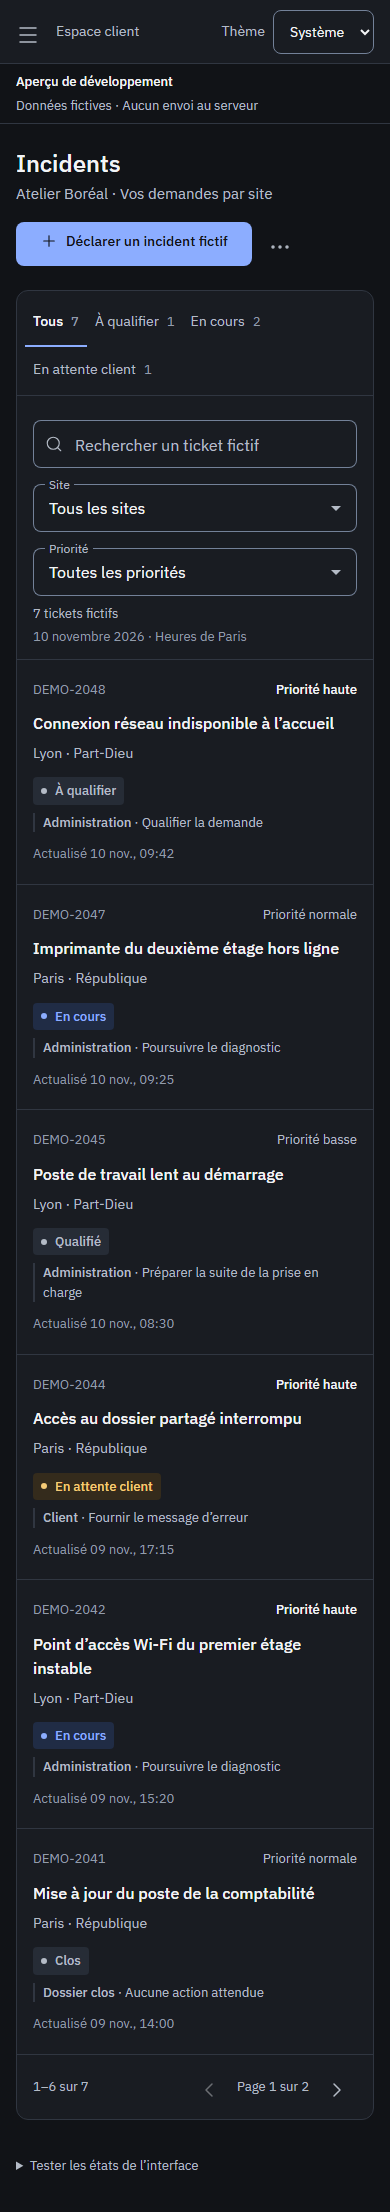 Espace client
Thème
Système
Aperçu de développement
Données fictives · Aucun envoi au serveur
Incidents
Atelier Boréal · Vos demandes par site
Déclarer un incident fictif
Tous 7 À qualifier 1 En cours 2
En attente client 1
Rechercher un ticket fictif
Site
Tous les sites
Priorité
Toutes les priorités
7 tickets fictifs
10 novembre 2026 · Heures de Paris
DEMO-2048 Priorité haute
Connexion réseau indisponible à l’accueil
Lyon · Part-Dieu
À qualifier
Administration · Qualifier la demande
Actualisé 10 nov., 09:42
DEMO-2047 Priorité normale
Imprimante du deuxième étage hors ligne
Paris · République
En cours
Administration · Poursuivre le diagnostic
Actualisé 10 nov., 09:25
DEMO-2045 Priorité basse
Poste de travail lent au démarrage
Lyon · Part-Dieu
Qualifié
Administration · Préparer la suite de la prise en
charge
Actualisé 10 nov., 08:30
DEMO-2044 Priorité haute
Accès au dossier partagé interrompu
Paris · République
En attente client
Client · Fournir le message d’erreur
Actualisé 09 nov., 17:15
DEMO-2042 Priorité haute
Point d’accès Wi-Fi du premier étage
instable
Lyon · Part-Dieu
En cours
Administration · Poursuivre le diagnostic
Actualisé 09 nov., 15:20
DEMO-2041 Priorité normale
Mise à jour du poste de la comptabilité
Paris · République
Clos
Dossier clos · Aucune action attendue
Actualisé 09 nov., 14:00
1–6 sur 7 Page 1 sur 2
Tester les états de l’interface